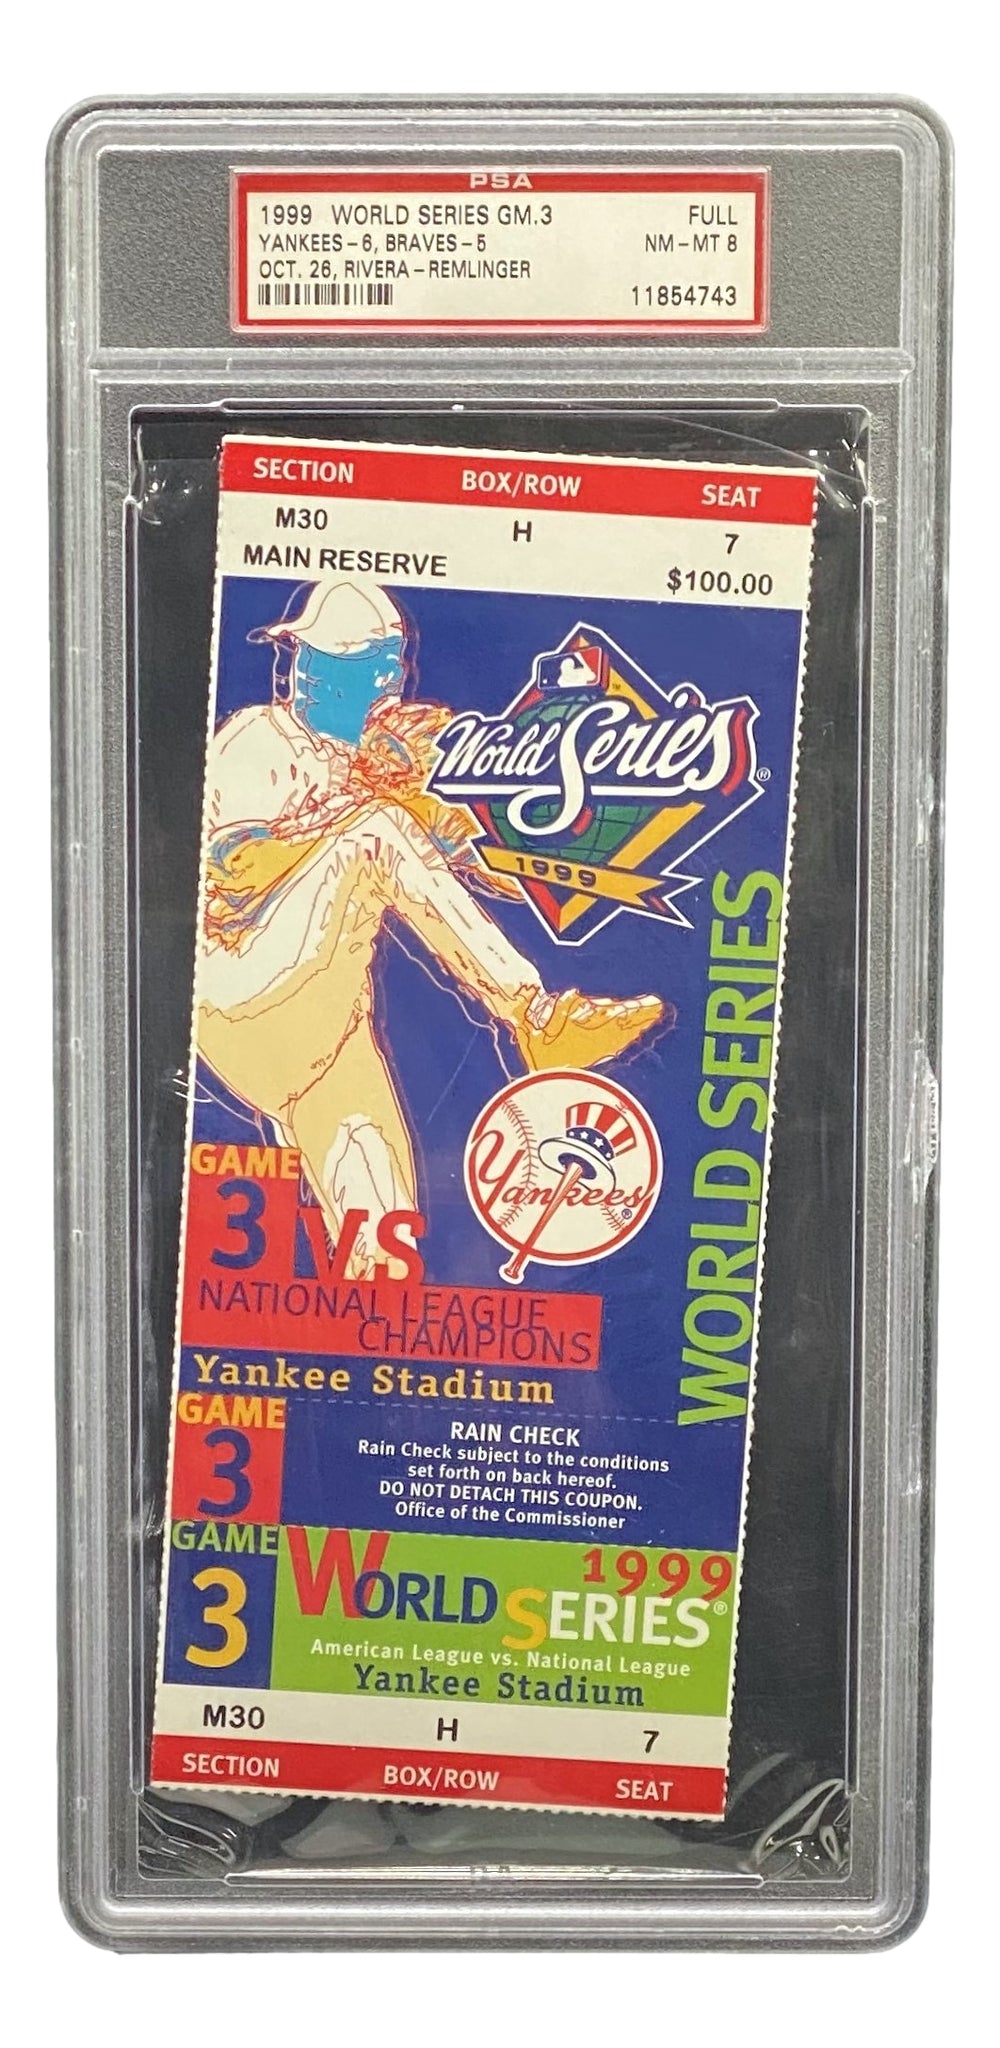 PSA
1999 WORLD SERIES GM.3 FULL
YANKEES-6, BRAVES-5 NM-MT 8
OCT. 26, RIVERA-REMLINGER
11854743
SECTION BOX/ROW SEAT
M30 H 7
MAIN RESERVE $100.00
World Series ®
1999
WORLD SERIES
Yankees ®
GAME
3 VS
NATIONAL LEAGUE
CHAMPIONS
Yankee Stadium
GAME
3
RAIN CHECK
Rain Check subject to the conditions
set forth on back hereof.
DO NOT DETACH THIS COUPON.
Office of the Commissioner
GAME
3
1999
WORLD SERIES®
American League vs. National League
Yankee Stadium
M30 H 7
SECTION BOX/ROW SEAT